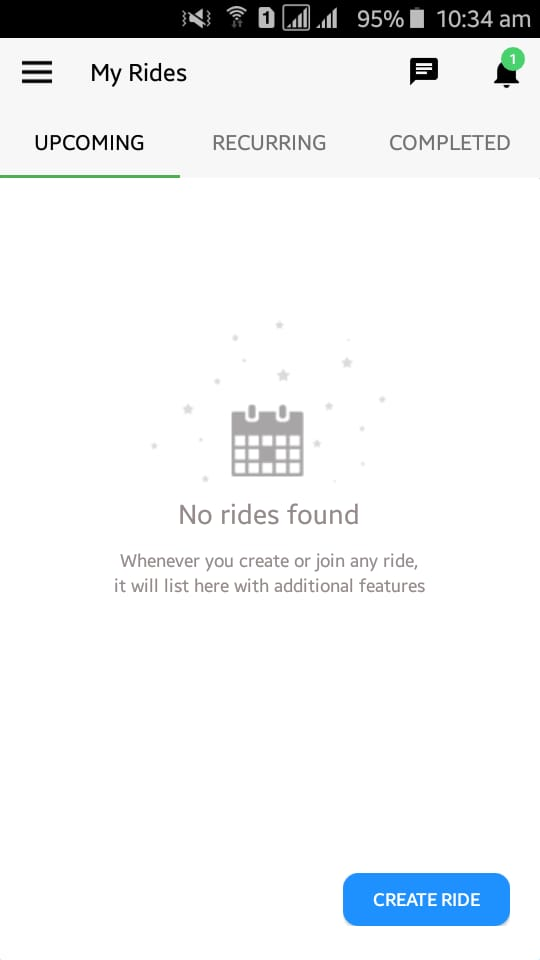 1 95% 10:34 am
My Rides 1
UPCOMING RECURRING COMPLETED
No rides found
Whenever you create or join any ride,
it will list here with additional features
CREATE RIDE